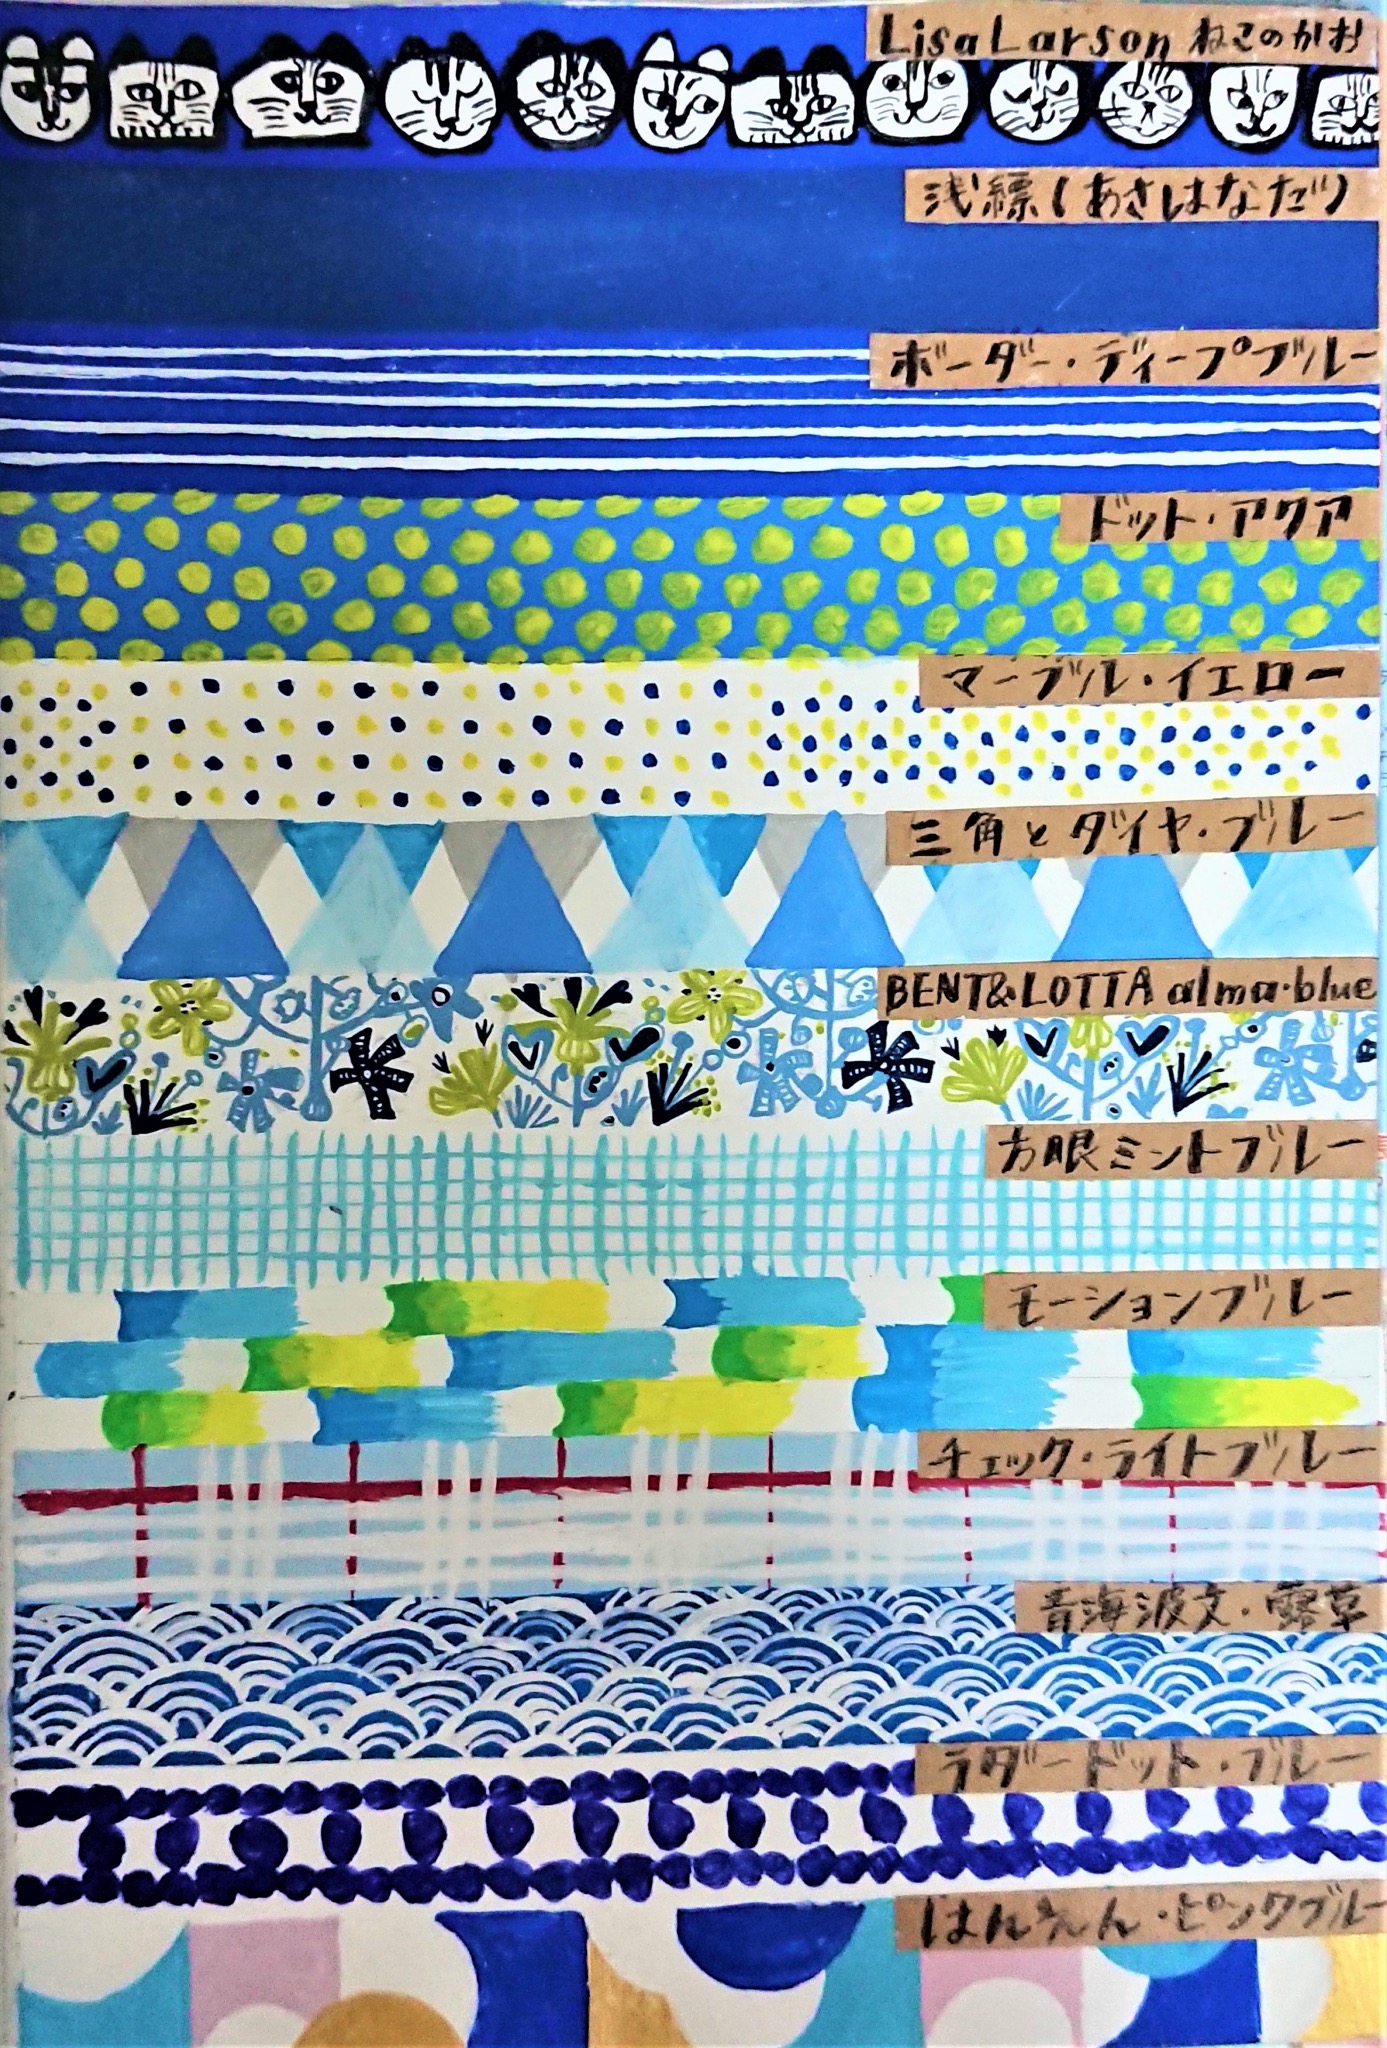 Lisa Larson ねこのかお
浅縹(あさはなだ)
ボーダー・ディープブルー
ドット・アクア
マーブル・イエロー
三角とダイヤ・ブルー
BENT&LOTTA alma・blue
方眼ミントブルー
モーションブルー
チェック・ライトブルー
青海波文・露草
ラダードット・ブルー
はんえん・ピンクブルー